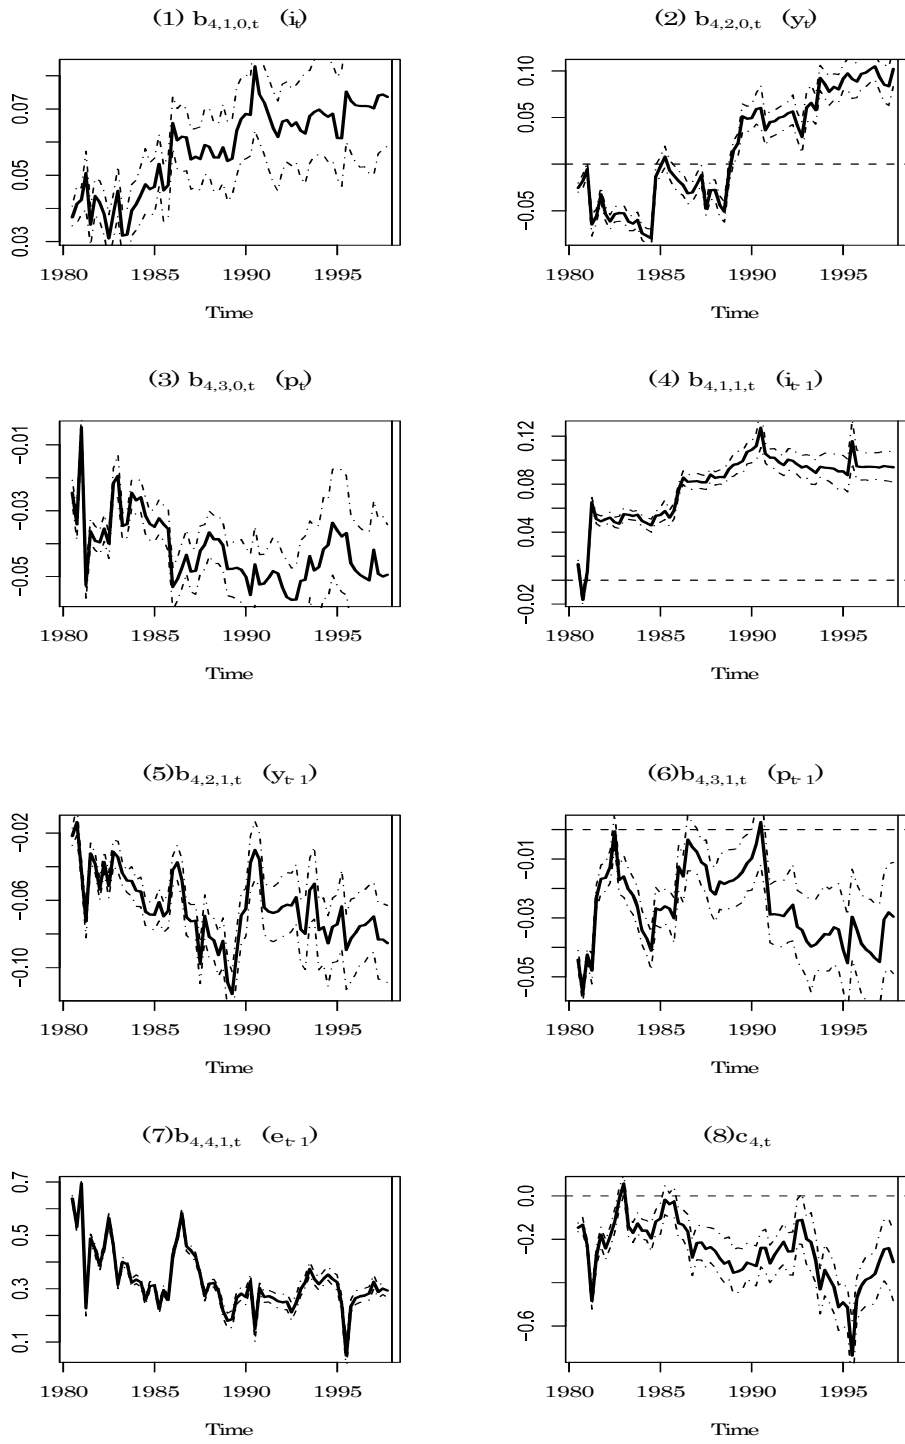 (1) b4,1,0,t (it)
(2) b4,2,0,t (yt)
0.07
0.05
0.03
0.10
0.05
−0.05
1980 1985 1990 1995
1980 1985 1990 1995
Time
Time
(3) b4,3,0,t (pt)
(4) b4,1,1,t (it-1)
−0.01
−0.03
−0.05
0.12
0.08
0.04
−0.02
1980 1985 1990 1995
1980 1985 1990 1995
Time
Time
(5)b4,2,1,t (yt-1)
(6)b4,3,1,t (pt-1)
−0.02
−0.06
−0.10
−0.01
−0.03
−0.05
1980 1985 1990 1995
1980 1985 1990 1995
Time
Time
(7)b4,4,1,t (et-1)
(8)c4,t
0.7
0.5
0.3
0.1
0.0
−0.2
−0.6
1980 1985 1990 1995
1980 1985 1990 1995
Time
Time